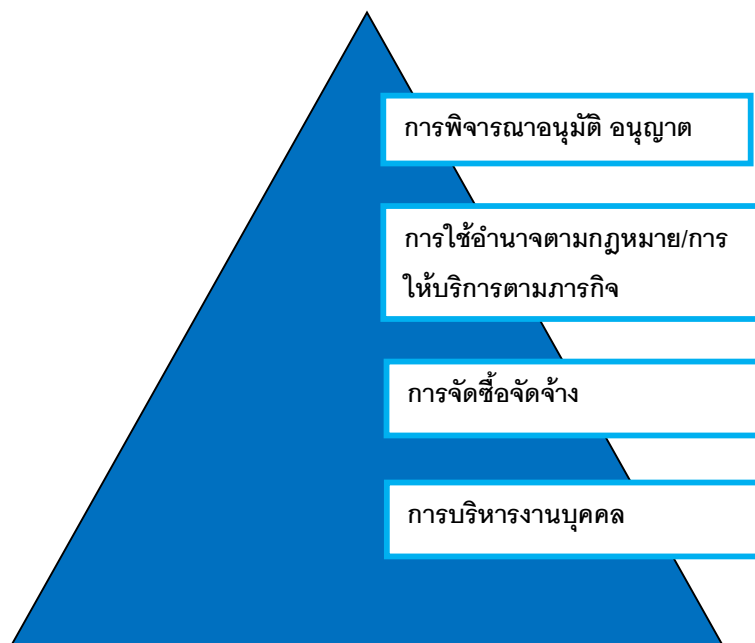 การพิจารณาอนุมัติ อนุญาต
การใช้อำนาจตามกฎหมาย/การ
ให้บริการตามภารกิจ
การจัดซื้อจัดจ้าง
การบริหารงานบุคคล